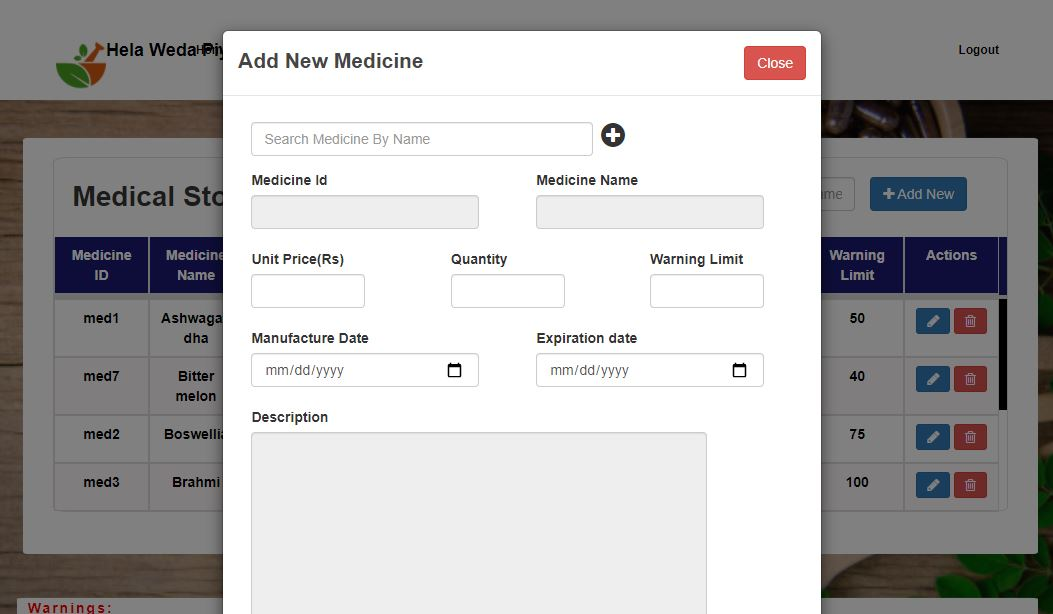 Hela Weda Piy
Hom
Logout
Add New Medicine
Close
Search Medicine By Name
Medicine Id
Medicine Name
Unit Price(Rs)
Quantity
Warning Limit
Manufacture Date
Expiration date
mm/dd/yyyy
mm/dd/yyyy
Description
Medical Sto
ame
Add New
Medicine
ID
Medicine
Name
Warning
Limit
Actions
med1
Ashwaga
dha
50
med7
Bitter
melon
40
med2
Boswellia
75
med3
Brahmi
100
Warnings: